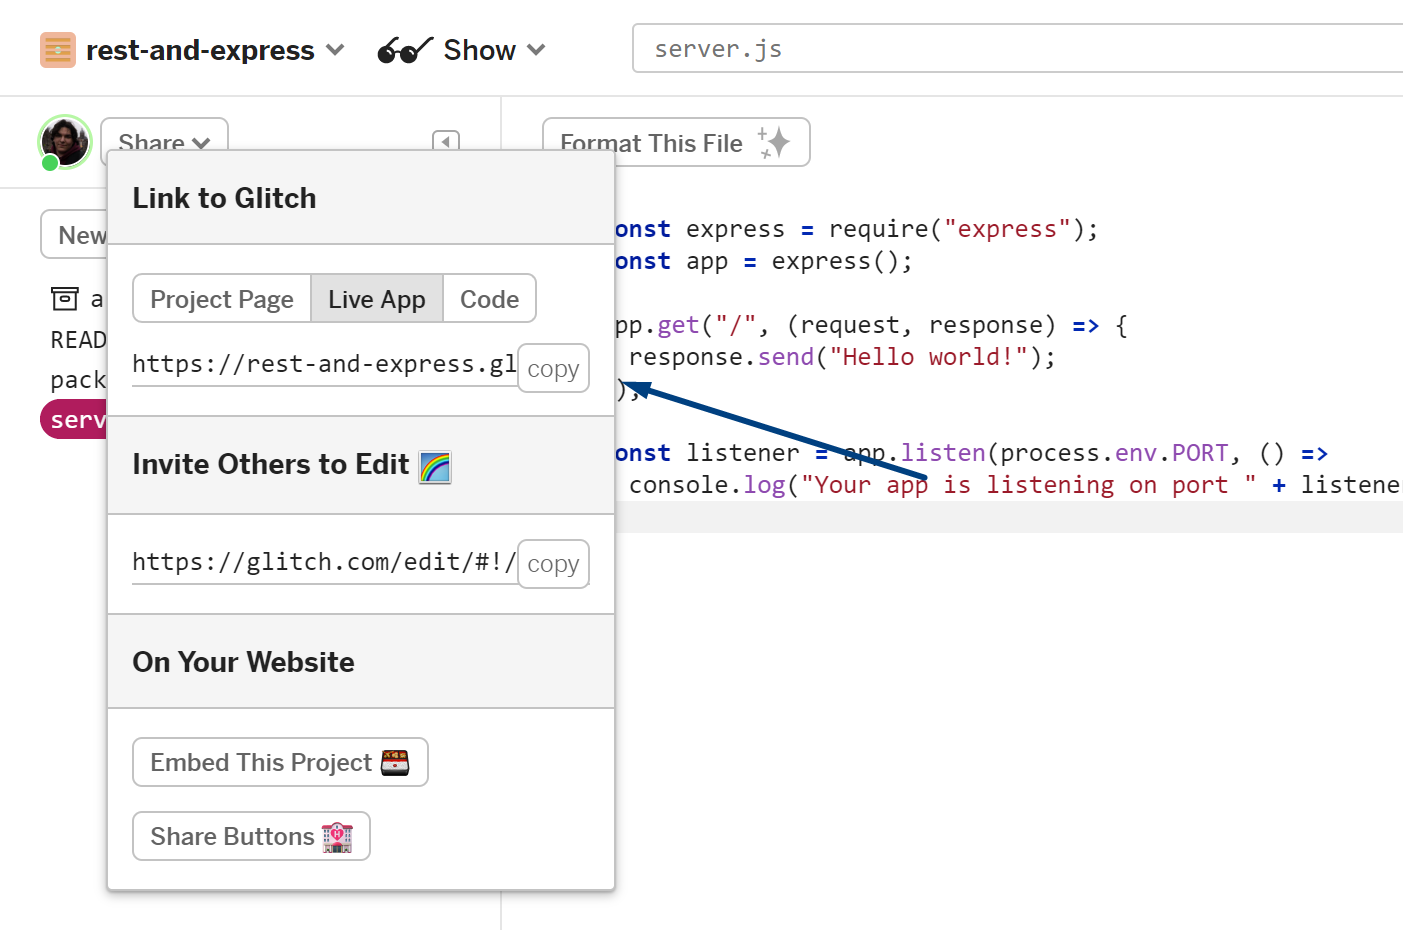 rest-and-express
Show
server.js
Share
Format This File
Link to Glitch
New
Project Page
Live App
Code
a
READ
pack
serv
https://rest-and-express.gl
copy
Invite Others to Edit
https://glitch.com/edit/#!/
copy
On Your Website
Embed This Project
Share Buttons
onst express = require("express");
onst app = express();
pp.get("/", (request, response) => {
response.send("Hello world!");
);
onst listener = app.listen(process.env.PORT, () =>
console.log("Your app is listening on port " + listener